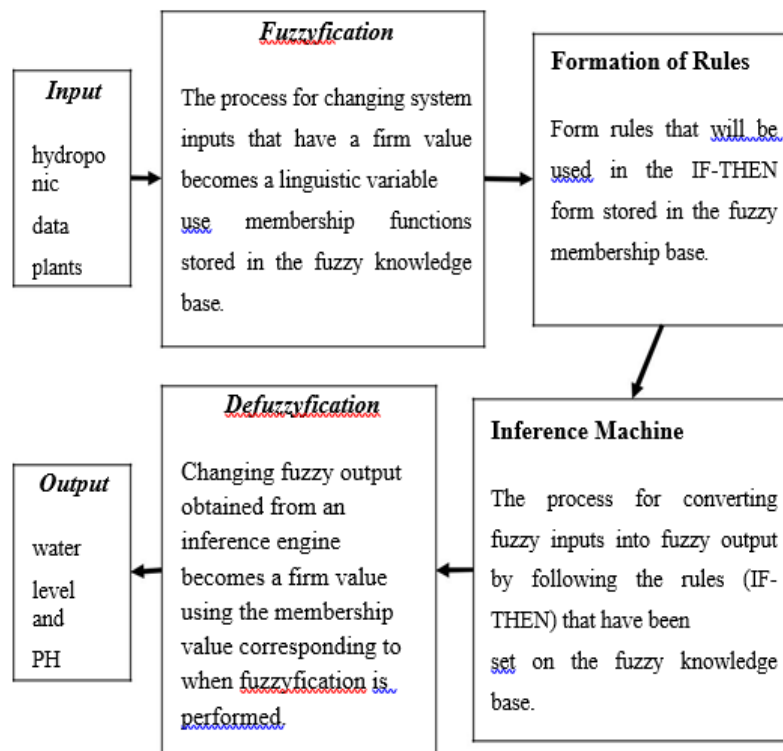 Input
hydropo
nic
data
plants
Fuzzyfication
The process for changing system
inputs that have a firm value
becomes a linguistic variable
use membership functions
stored in the fuzzy knowledge
base.
Formation of Rules
Form rules that will be
used in the IF-THEN
form stored in the fuzzy
membership base.
Inference Machine
The process for converting
fuzzy inputs into fuzzy output
by following the rules (IF-
THEN) that have been
set on the fuzzy knowledge
base.
Defuzzyfication
Changing fuzzy output
obtained from an
inference engine
becomes a firm value
using the membership
value corresponding to
when fuzzyfication is
performed.
Output
water
level
and
PH